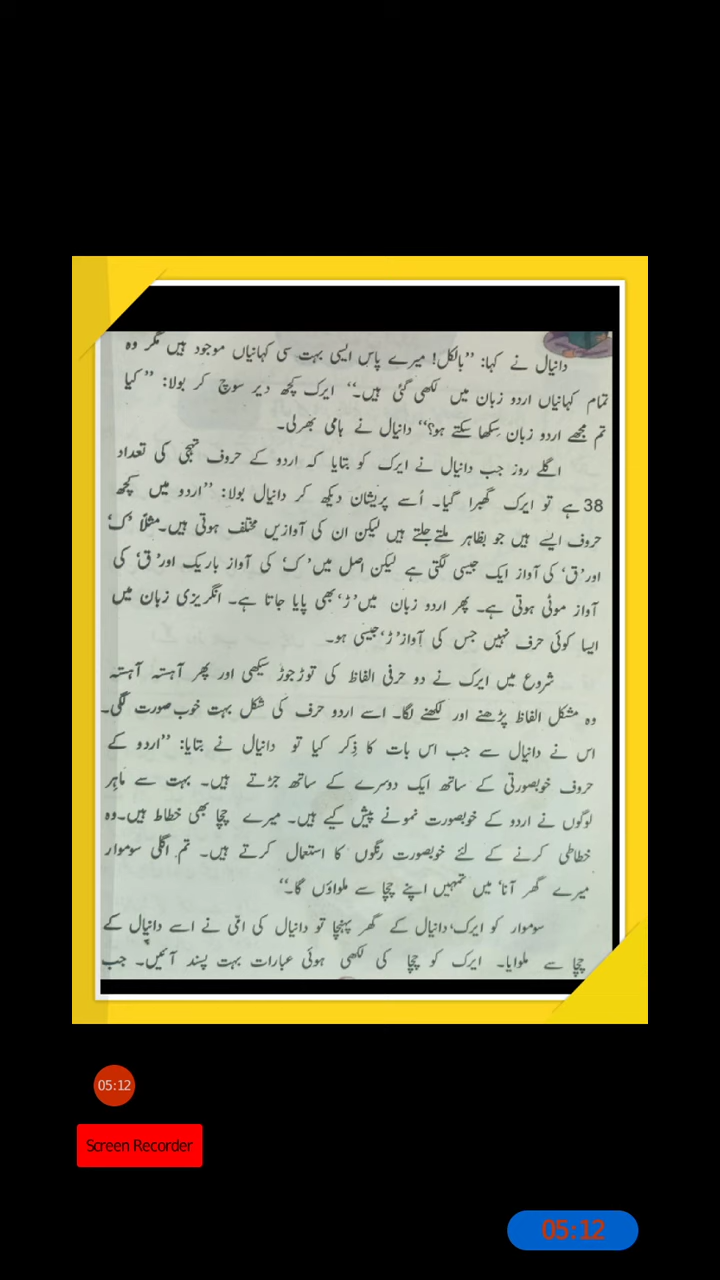 دانیال نے کہا: ’’بالکل! میرے پاس ایسی بہت سی کہانیاں موجود ہیں مگر وہ
تمام کہانیاں اردو زبان میں لکھی گئی ہیں۔‘‘ ایرک کچھ دیر سوچ کر بولا: ’’کیا
تم مجھے اردو زبان سِکھا سکتے ہو؟‘‘ دانیال نے ہامی بھرلی۔
اگلے روز جب دانیال نے ایرک کو بتایا کہ اردو کے حروف تہجی کی تعداد
38 ہے تو ایرک گھبرا گیا۔ اُسے پریشان دیکھ کر دانیال بولا: ’’اردو میں کچھ
حروف ایسے ہیں جو بظاہر ملتے جلتے ہیں لیکن ان کی آوازیں مختلف ہوتی ہیں۔مثلاً ’ک‘
اور ’ق‘ کی آواز ایک جیسی لگتی ہے لیکن اصل میں ’ک‘ کی آواز باریک اور ’ق‘ کی
آواز موٹی ہوتی ہے۔ پھر اردو زبان میں ’ڑ‘ بھی پایا جاتا ہے۔ انگریزی زبان میں
ایسا کوئی حرف نہیں جس کی آواز ’ڑ‘ جیسی ہو۔
شروع میں ایرک نے دو حرفی الفاظ کی توڑ جوڑ سیکھی اور پھر آہستہ آہستہ
وہ مشکل الفاظ پڑھنے اور لکھنے لگا۔ اسے اردو حرف کی شکل بہت خوب صورت لگی۔
اس نے دانیال سے جب اس بات کا ذِکر کیا تو دانیال نے بتایا: ’’اردو کے
حروف خوبصورتی کے ساتھ ایک دوسرے کے ساتھ جڑتے ہیں۔ بہت سے ماہِر
لوگوں نے اردو کے خوبصورت نمونے پیش کیے ہیں۔ میرے چچا بھی خطاط ہیں۔وہ
خطاطی کرنے کے لئے خوبصورت رنگوں کا استعمال کرتے ہیں۔ تم اگلی سوموار
میرے گھر آنا، میں تمہیں اپنے چچا سے ملواؤں گا۔‘‘
سوموار کو ایرک، دانیال کے گھر پہنچا تو دانیال کی امّی نے اسے دانیال کے
چچا سے ملوایا۔ ایرک کو چچا کی لکھی ہوئی عبارات بہت پسند آئیں۔ جب
05:12
Screen Recorder
05:12